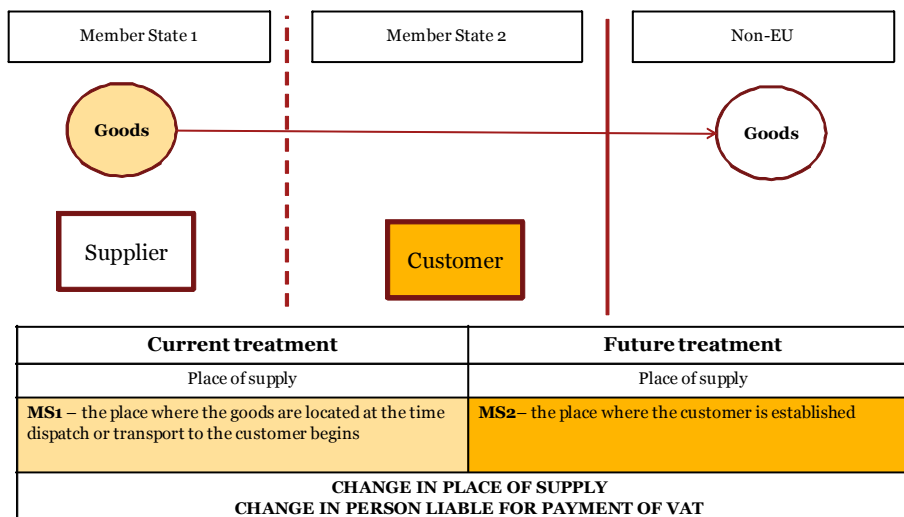 Member State 1
Member State 2
Non-EU
Goods
Goods
Supplier
Customer
Current treatment
Future treatment
Place of supply
Place of supply
MS1 – the place where the goods are located at the time
dispatch or transport to the customer begins
MS2– the place where the customer is established
CHANGE IN PLACE OF SUPPLY
CHANGE IN PERSON LIABLE FOR PAYMENT OF VAT